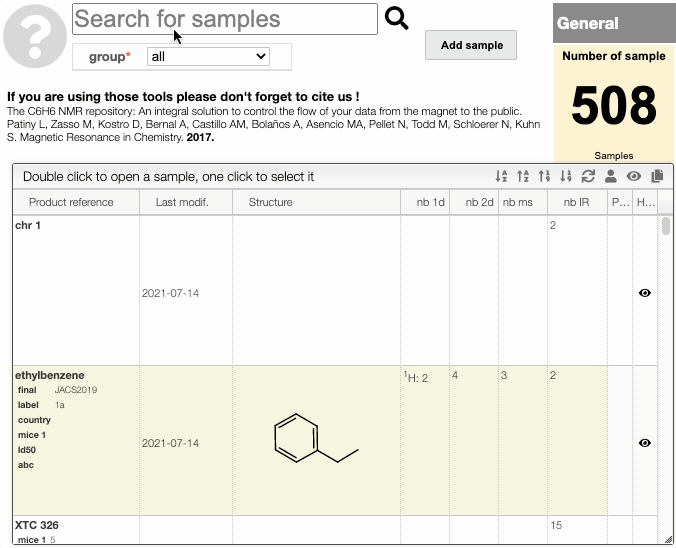 Search for samples
group* all
Add sample
General
Number of sample
508
Samples
If you are using those tools please don't forget to cite us !
The C6H6 NMR repository: An integral solution to control the flow of your data from the magnet to the public.
Patiny L, Zasso M, Kostro D, Bernal A, Castillo AM, Bolaños A, Asencio MA, Pellet N, Todd M, Schloerer N, Kuhn
S. Magnetic Resonance in Chemistry. 2017.
Double click to open a sample, one click to select it
Product reference Last modif. Structure nb 1d nb 2d nb ms nb IR P... H...
chr 1 2
2021-07-14
ethylbenzene ¹H: 2 4 3 2
final JACS2019
label 1a
country
mice 1
2021-07-14
ld50
abc
XTC 326 15
mice 1 5